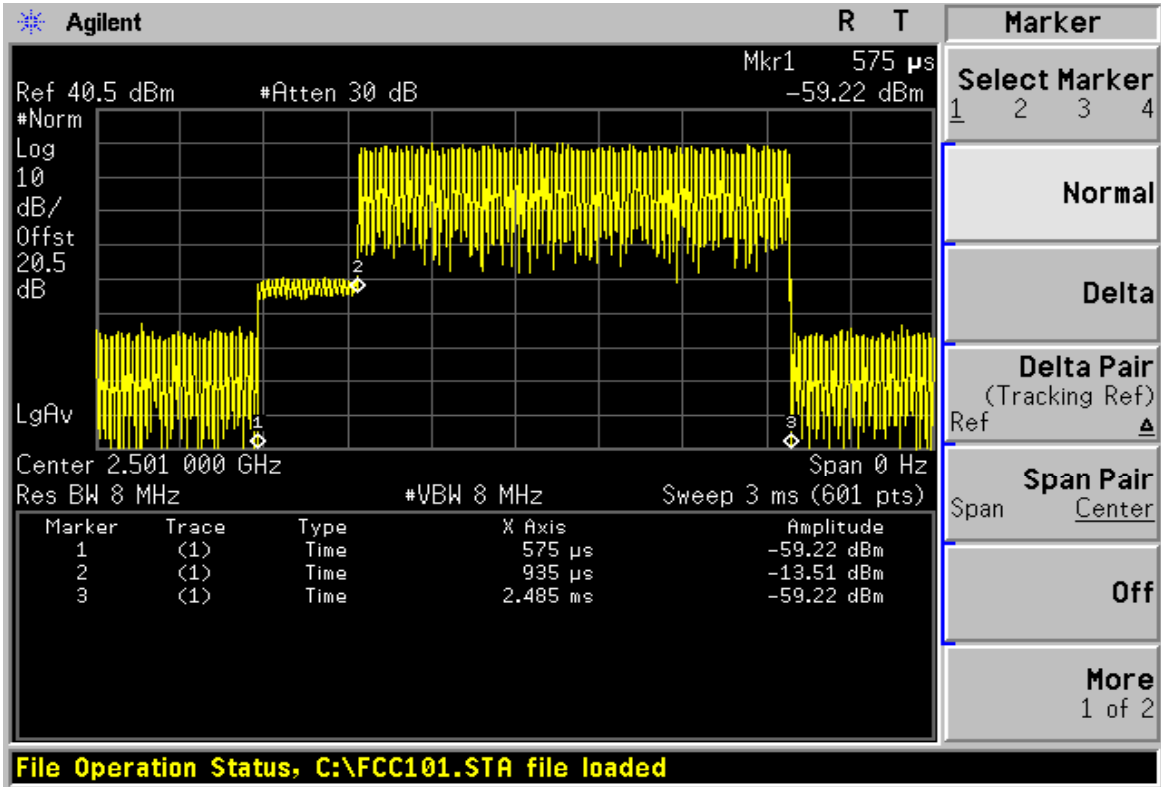 Agilent R T
Marker
Mkr1 575 µs
Ref 40.5 dBm #Atten 30 dB -59.22 dBm
#Norm
Log
10
dB/
Offst
20.5
dB
LgAv
2
1
3
Center 2.501 000 GHz Span 0 Hz
Res BW 8 MHz #VBW 8 MHz Sweep 3 ms (601 pts)
Marker Trace Type X Axis Amplitude
1 (1) Time 575 µs -59.22 dBm
2 (1) Time 935 µs -13.51 dBm
3 (1) Time 2.485 ms -59.22 dBm
Select Marker
1 2 3 4
Normal
Delta
Delta Pair
(Tracking Ref)
Ref Δ
Span Pair
Span Center
Off
More
1 of 2
File Operation Status, C:\FCC101.STA file loaded